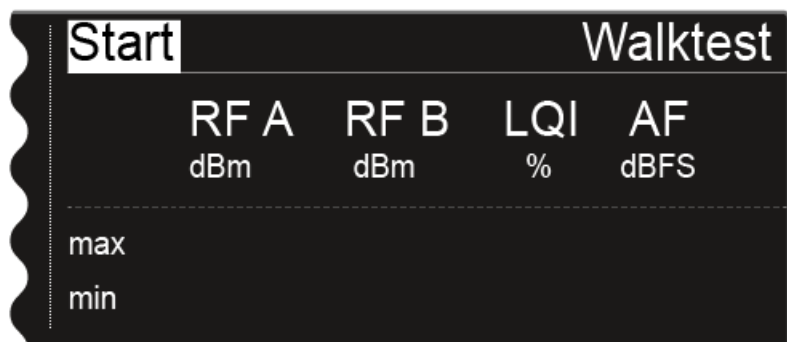 Start Walktest
RF A RF B LQI AF
dBm dBm % dBFS
max
min